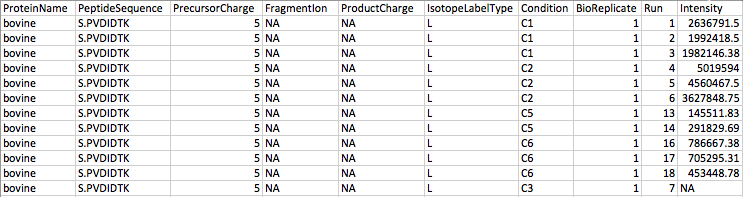 ProteinName PeptideSequence PrecursorCharge FragmentIon ProductCharge IsotopeLabelType Condition BioReplicate Run Intensity
bovine S.PVDIDTK 5 NA NA L C1 1 1 2636791.5
bovine S.PVDIDTK 5 NA NA L C1 1 2 1992418.5
bovine S.PVDIDTK 5 NA NA L C1 1 3 1982146.38
bovine S.PVDIDTK 5 NA NA L C2 1 4 5019594
bovine S.PVDIDTK 5 NA NA L C2 1 5 4560467.5
bovine S.PVDIDTK 5 NA NA L C2 1 6 3627848.75
bovine S.PVDIDTK 5 NA NA L C5 1 13 145511.83
bovine S.PVDIDTK 5 NA NA L C5 1 14 291829.69
bovine S.PVDIDTK 5 NA NA L C6 1 16 786667.38
bovine S.PVDIDTK 5 NA NA L C6 1 17 705295.31
bovine S.PVDIDTK 5 NA NA L C6 1 18 453448.78
bovine S.PVDIDTK 5 NA NA L C3 1 7 NA